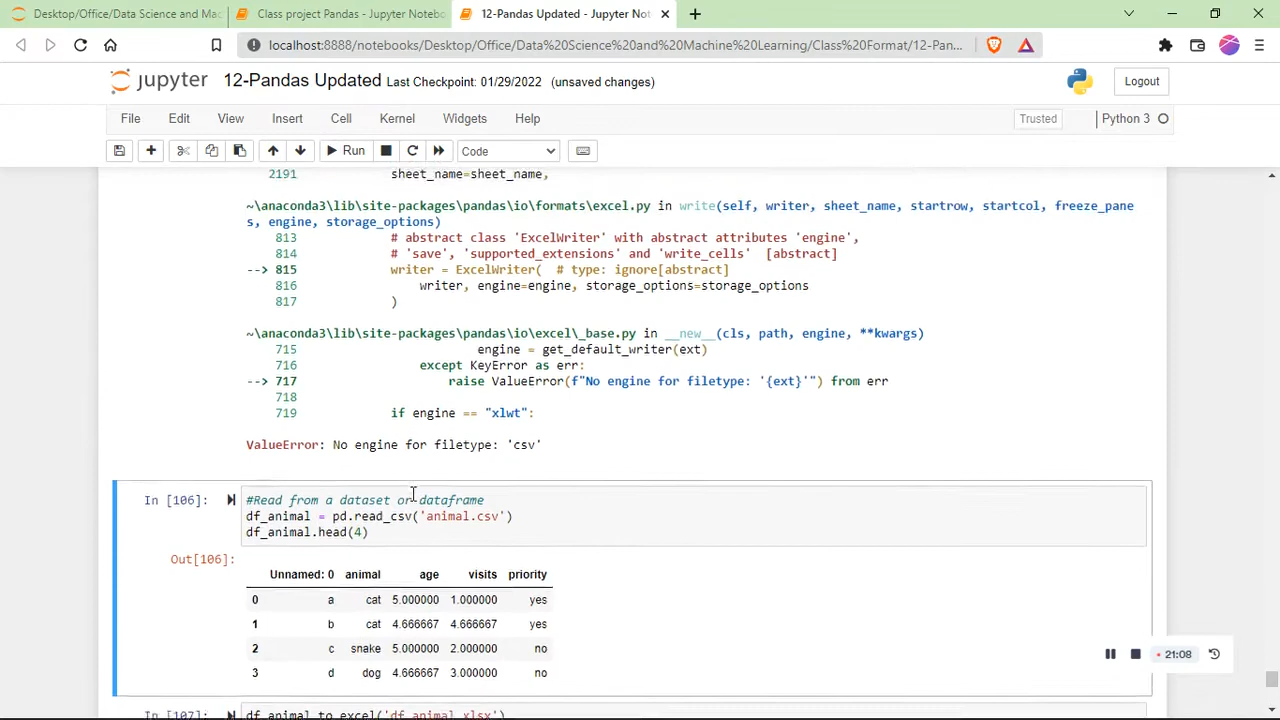 Desktop/Office/Data Science and Mac
Class project Pandas - Jupyter Notebo
12-Pandas Updated - Jupyter Not
localhost:8888/notebooks/Desktop/Office/Data%20Science%20and%20Machine%20Learning/Class%20Format/12-Pan...
jupyter 12-Pandas Updated Last Checkpoint: 01/29/2022 (unsaved changes)
Logout
File Edit View Insert Cell Kernel Widgets Help
Trusted
Python 3
Run
Code
2191 sheet_name=sheet_name,
~\anaconda3\lib\site-packages\pandas\io\formats\excel.py in write(self, writer, sheet_name, startrow, startcol, freeze_pane
s, engine, storage_options)
813 # abstract class 'ExcelWriter' with abstract attributes 'engine',
814 # 'save', 'supported_extensions' and 'write_cells' [abstract]
--> 815 writer = ExcelWriter( # type: ignore[abstract]
816 writer, engine=engine, storage_options=storage_options
817 )
~\anaconda3\lib\site-packages\pandas\io\excel\_base.py in __new__(cls, path, engine, **kwargs)
715 engine = get_default_writer(ext)
716 except KeyError as err:
--> 717 raise ValueError(f"No engine for filetype: '{ext}'") from err
718
719 if engine == "xlwt":
ValueError: No engine for filetype: 'csv'
In [106]: #Read from a dataset or dataframe
df_animal = pd.read_csv('animal.csv')
df_animal.head(4)
Out[106]:
Unnamed: 0 animal age visits priority
0 a cat 5.000000 1.000000 yes
1 b cat 4.666667 4.666667 yes
2 c snake 5.000000 2.000000 no
3 d dog 4.666667 3.000000 no
21:08
In [107]: df_animal.to_excel('df_animal.xlsx')